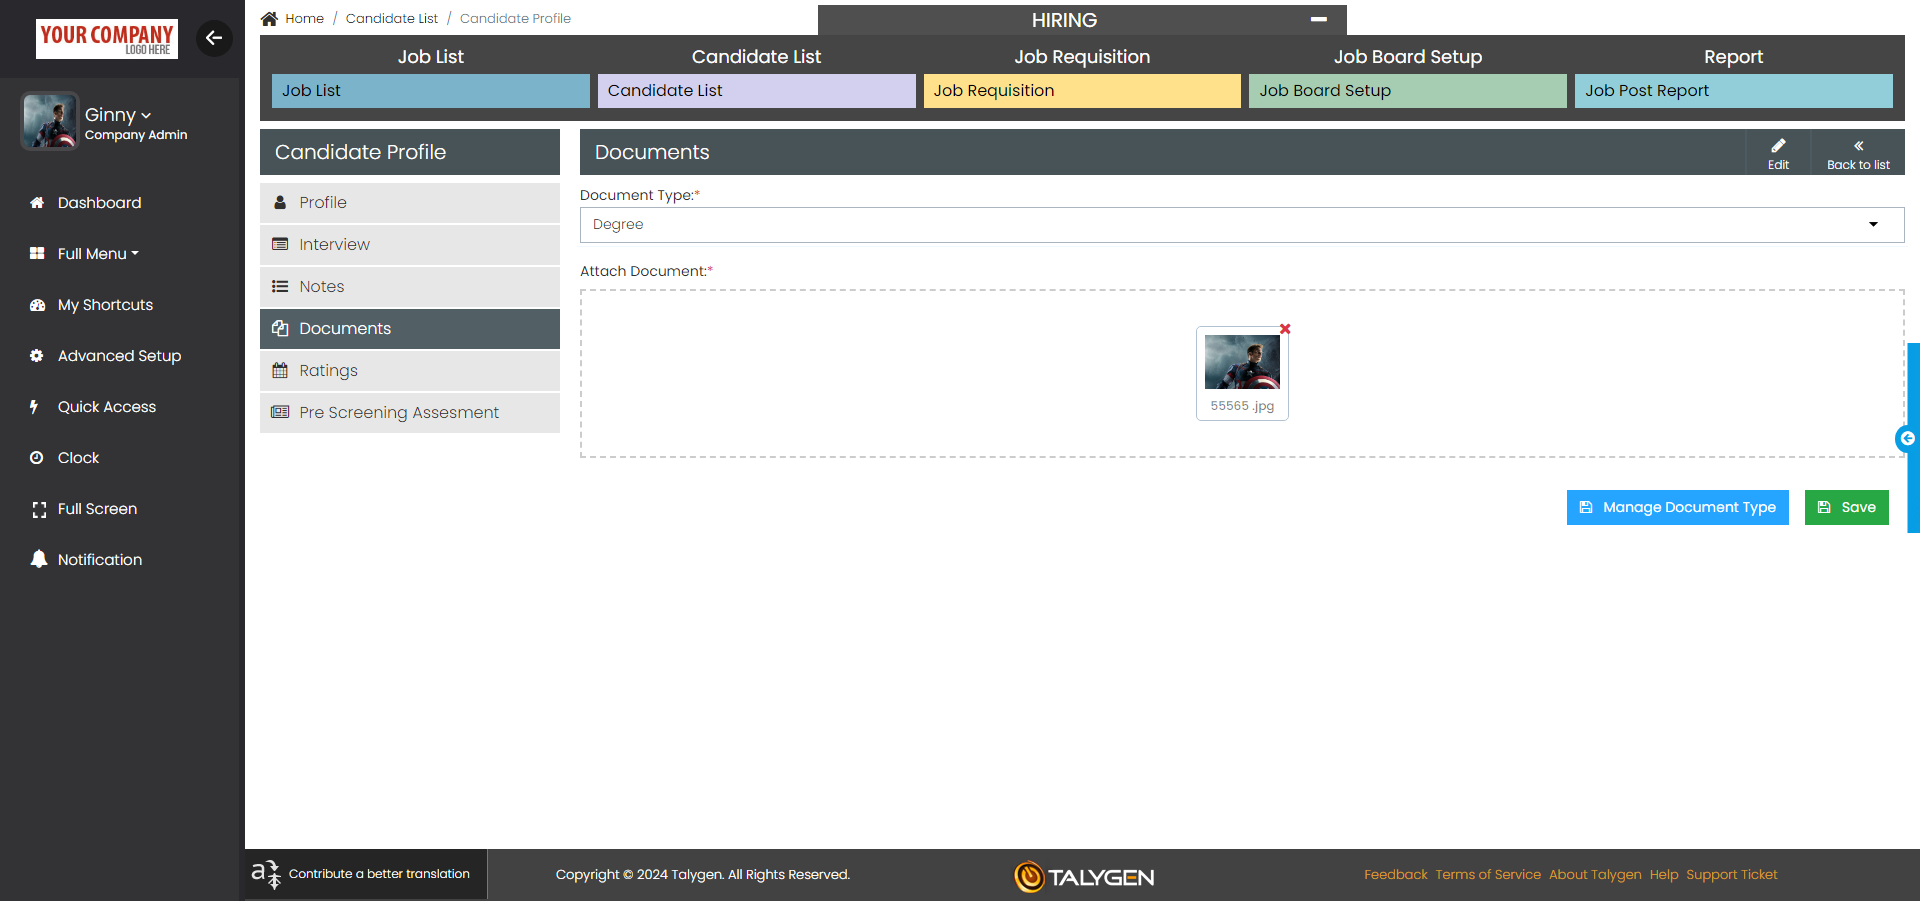 YOUR COMPANY
LOGO HERE
Ginny
Company Admin
Dashboard
Full Menu
My Shortcuts
Advanced Setup
Quick Access
Clock
Full Screen
Notification
Home / Candidate List / Candidate Profile
HIRING
Job List Candidate List Job Requisition Job Board Setup Report
Job List Candidate List Job Requisition Job Board Setup Job Post Report
Candidate Profile
Profile
Interview
Notes
Documents
Ratings
Pre Screening Assesment
Documents
Edit
Back to list
Document Type:*
Degree
Attach Document:*
55565 .jpg
Manage Document Type
Save
Contribute a better translation
Copyright © 2024 Talygen. All Rights Reserved.
TALYGEN
Feedback Terms of Service About Talygen Help Support Ticket